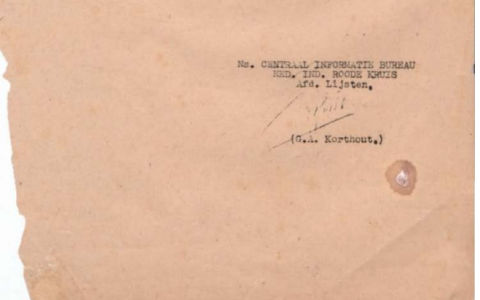 Ns. CENTRAAL INFORMATIE BUREAU
NED. IND. ROODE KRUIS
Afd. Lijsten.
(G.A. Korthout.)